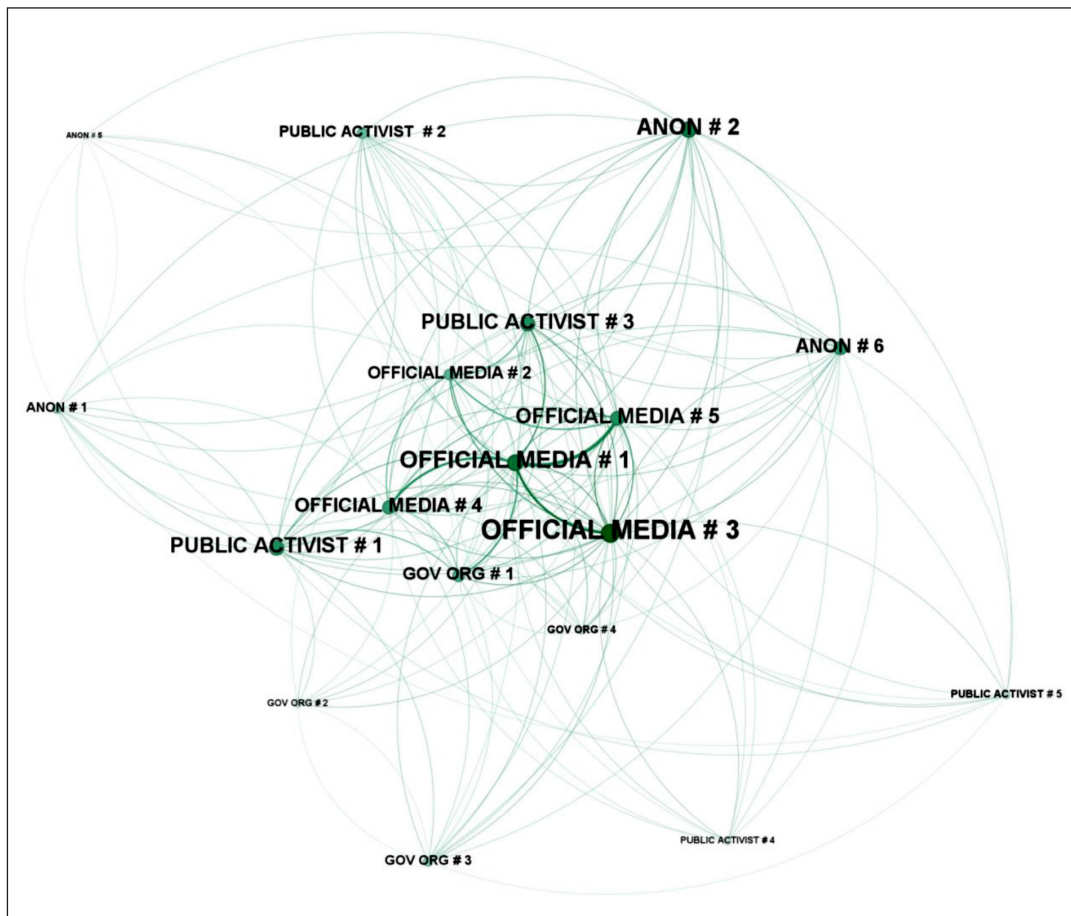 ANON # 2
PUBLIC ACTIVIST # 2
ANON # 5
PUBLIC ACTIVIST # 3
ANON # 6
OFFICIAL MEDIA # 2
ANON # 1
OFFICIAL MEDIA # 5
OFFICIAL MEDIA # 1
OFFICIAL MEDIA # 4
OFFICIAL MEDIA # 3
PUBLIC ACTIVIST # 1
GOV ORG # 1
GOV ORG # 4
PUBLIC ACTIVIST # 5
GOV ORG # 2
PUBLIC ACTIVIST # 4
GOV ORG # 3